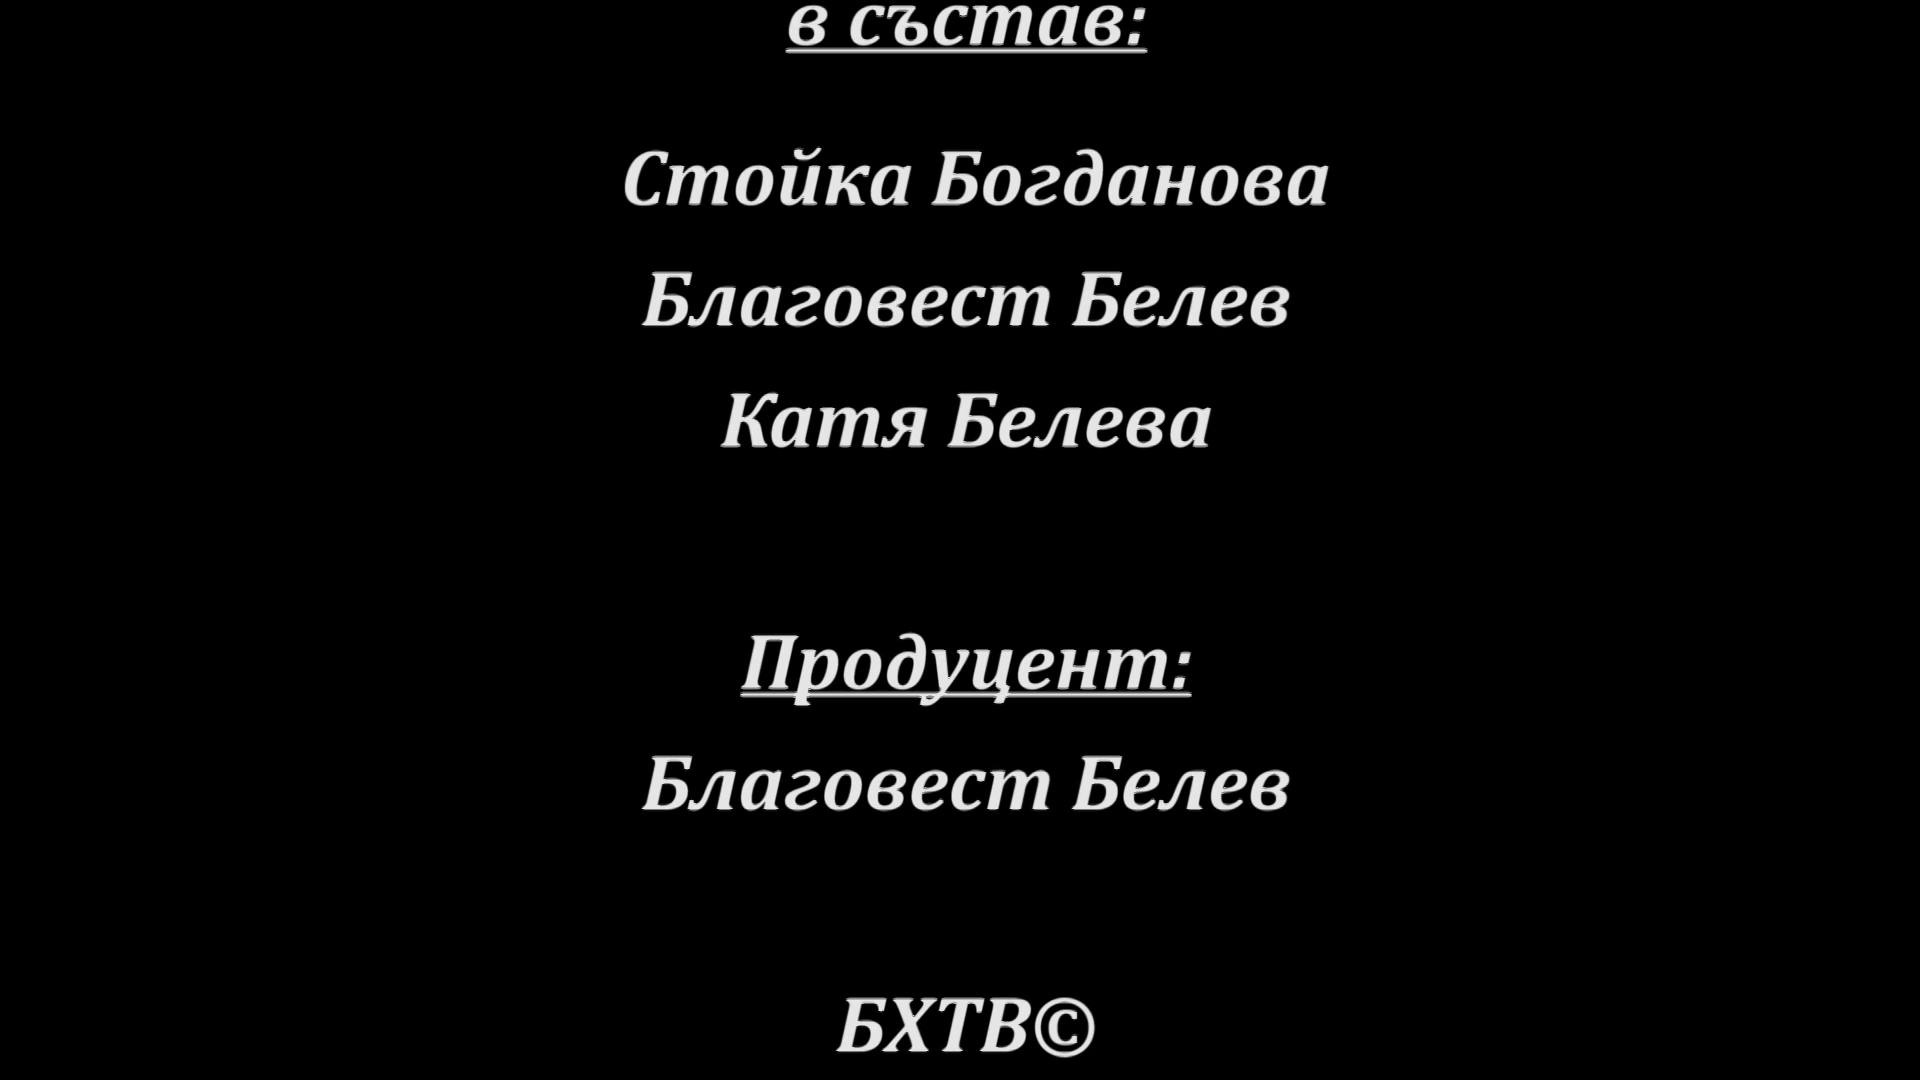 в състав:
Стойка Богданова
Благовест Белев
Катя Белева
Продуцент:
Благовест Белев
БХТВ©